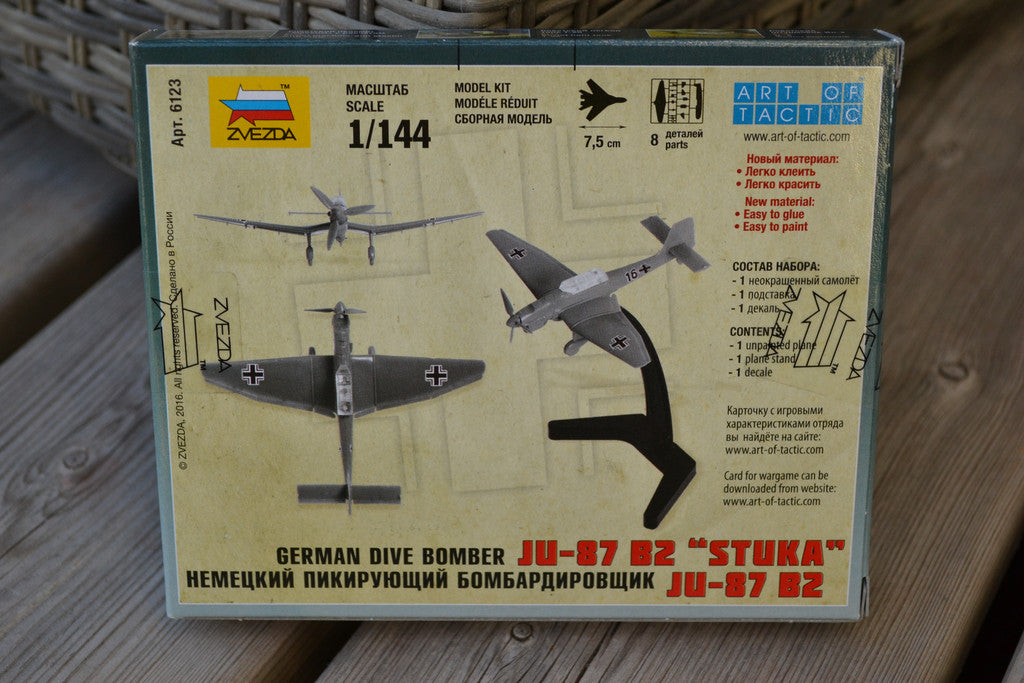 Арт. 6123
ZVEZDA™
МАСШТАБ
SCALE
1/144
MODEL KIT
MODÉLE RÉDUIT
СБОРНАЯ МОДЕЛЬ
7,5 cm
8 деталей
parts
ART OF
TACTIC
www.art-of-tactic.com
Новый материал:
• Легко клеить
• Легко красить
New material:
• Easy to glue
• Easy to paint
16
СОСТАВ НАБОРА:
- 1 неокрашенный самолёт
- 1 подставка
- 1 декаль
CONTENTS:
- 1 unpainted plane
- 1 plane stand
- 1 decale
ZVEZDA
™
ZVEZDA
™
© ZVEZDA, 2016. All rights reserved. Сделано в России
Карточку с игровыми
характеристиками отряда
вы найдёте на сайте:
www.art-of-tactic.com
Card for wargame can be
downloaded from website:
www.art-of-tactic.com
GERMAN DIVE BOMBER JU-87 B2 "STUKA"
НЕМЕЦКИЙ ПИКИРУЮЩИЙ БОМБАРДИРОВЩИК JU-87 B2